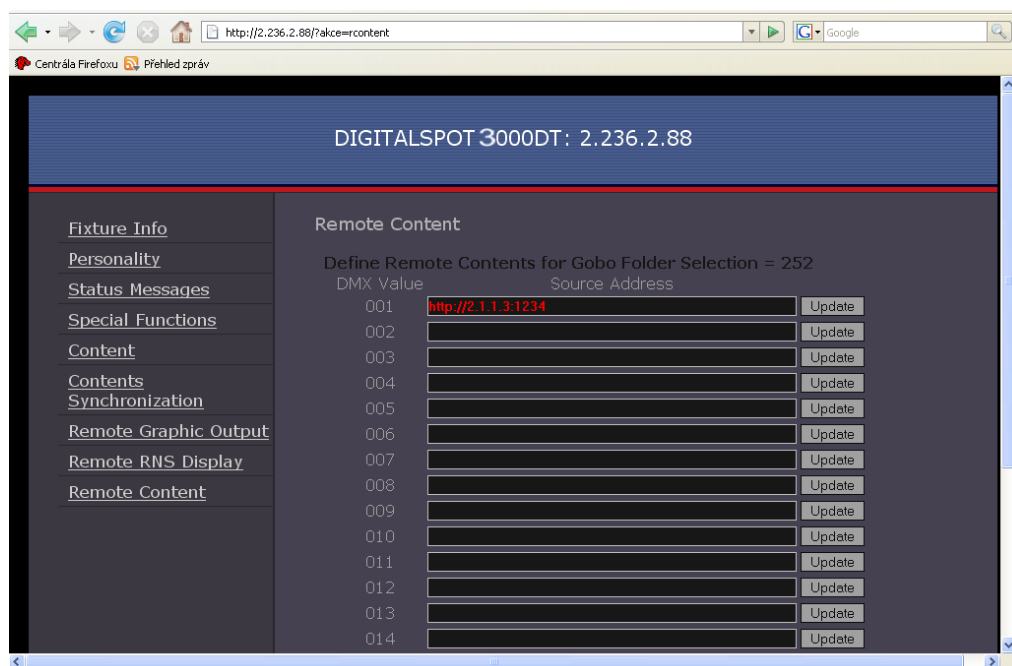 http://2.236.2.88/?akce=rcontent
Google
Centrála Firefoxu Přehled zpráv
DIGITALSPOT 3000DT: 2.236.2.88
Fixture Info
Personality
Status Messages
Special Functions
Content
Contents
Synchronization
Remote Graphic Output
Remote RNS Display
Remote Content
Remote Content
Define Remote Contents for Gobo Folder Selection = 252
DMX Value Source Address
001 http://2.1.1.3:1234 Update
002 Update
003 Update
004 Update
005 Update
006 Update
007 Update
008 Update
009 Update
010 Update
011 Update
012 Update
013 Update
014 Update